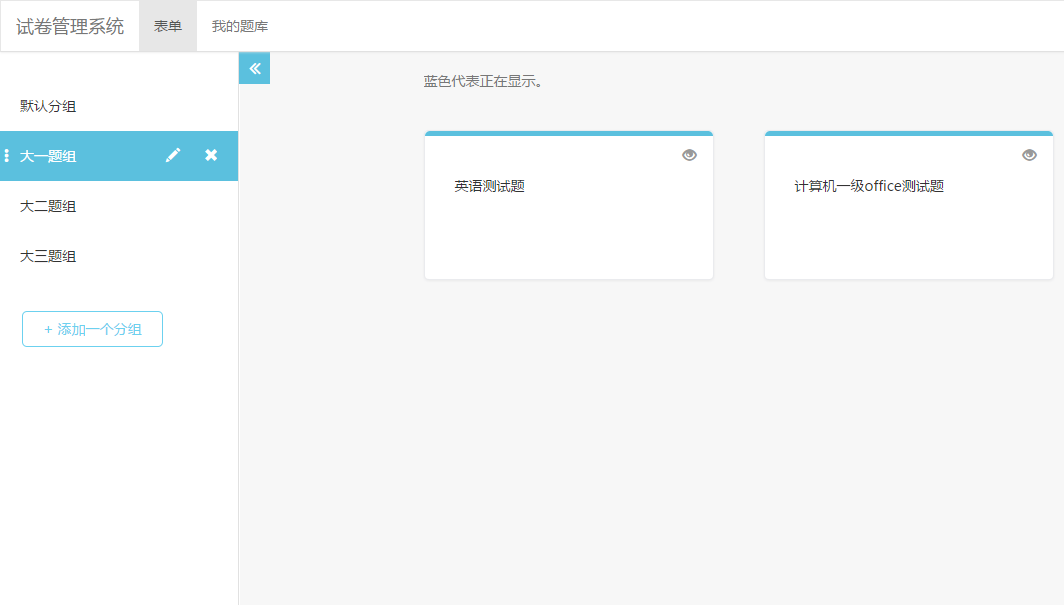 试卷管理系统 表单 我的题库
蓝色代表正在显示。
默认分组
大一题组
大二题组
大三题组
+ 添加一个分组
英语测试题
计算机一级office测试题